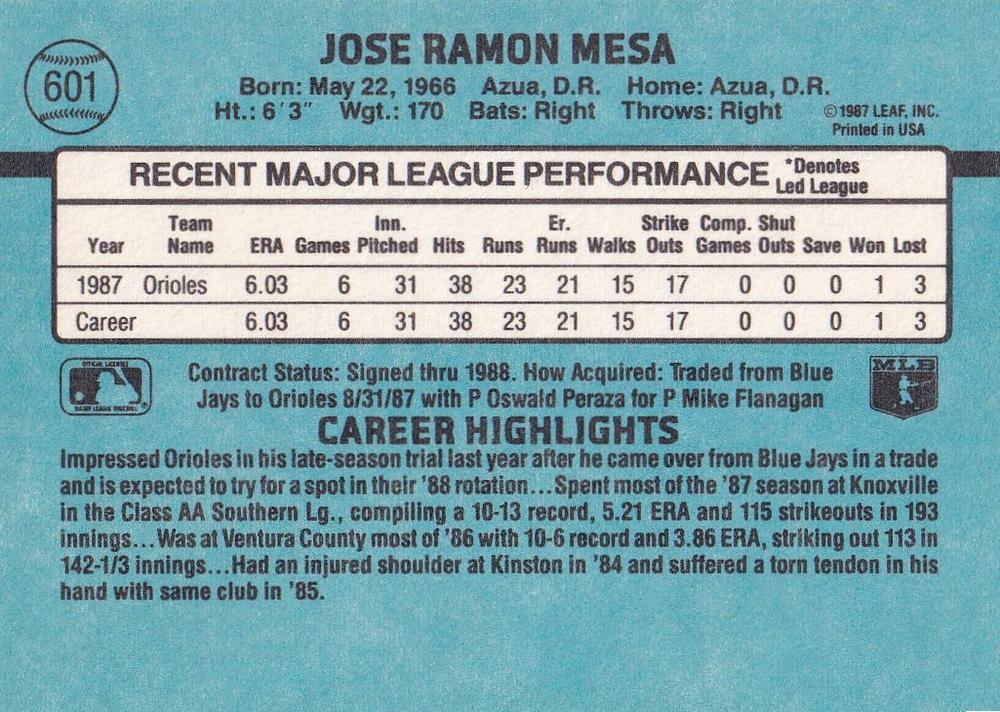 601
JOSE RAMON MESA
Born: May 22, 1966 Azua, D.R. Home: Azua, D.R.
Ht.: 6'3" Wgt.: 170 Bats: Right Throws: Right
©1987 LEAF, INC.
Printed in USA
RECENT MAJOR LEAGUE PERFORMANCE *Denotes
Led League
Team Inn. Er. Strike Comp. Shut
Year Name ERA Games Pitched Hits Runs Runs Walks Outs Games Outs Save Won Lost
1987 Orioles 6.03 6 31 38 23 21 15 17 0 0 0 1 3
Career 6.03 6 31 38 23 21 15 17 0 0 0 1 3
OFFICIAL LICENSEE
MAJOR LEAGUE BASEBALL
Contract Status: Signed thru 1988. How Acquired: Traded from Blue
Jays to Orioles 8/31/87 with P Oswald Peraza for P Mike Flanagan
MLB
CAREER HIGHLIGHTS
Impressed Orioles in his late-season trial last year after he came over from Blue Jays in a trade
and is expected to try for a spot in their '88 rotation...Spent most of the '87 season at Knoxville
in the Class AA Southern Lg., compiling a 10-13 record, 5.21 ERA and 115 strikeouts in 193
innings...Was at Ventura County most of '86 with 10-6 record and 3.86 ERA, striking out 113 in
142-1/3 innings...Had an injured shoulder at Kinston in '84 and suffered a torn tendon in his
hand with same club in '85.